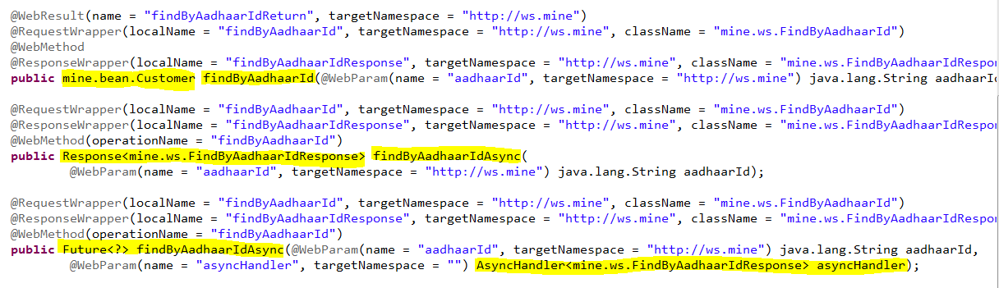 @WebResult(name = "findByAadhaarIdReturn", targetNamespace = "http://ws.mine")
@RequestWrapper(localName = "findByAadhaarId", targetNamespace = "http://ws.mine", className = "mine.ws.FindByAadhaarId")
@WebMethod
@ResponseWrapper(localName = "findByAadhaarIdResponse", targetNamespace = "http://ws.mine", className = "mine.ws.FindByAadhaarIdRespon
public mine.bean.Customer findByAadhaarId(@WebParam(name = "aadhaarId", targetNamespace = "http://ws.mine") java.lang.String aadhaarId
@RequestWrapper(localName = "findByAadhaarId", targetNamespace = "http://ws.mine", className = "mine.ws.FindByAadhaarId")
@ResponseWrapper(localName = "findByAadhaarIdResponse", targetNamespace = "http://ws.mine", className = "mine.ws.FindByAadhaarIdRespon
@WebMethod(operationName = "findByAadhaarId")
public Response<mine.ws.FindByAadhaarIdResponse> findByAadhaarIdAsync(
@WebParam(name = "aadhaarId", targetNamespace = "http://ws.mine") java.lang.String aadhaarId);
@RequestWrapper(localName = "findByAadhaarId", targetNamespace = "http://ws.mine", className = "mine.ws.FindByAadhaarId")
@ResponseWrapper(localName = "findByAadhaarIdResponse", targetNamespace = "http://ws.mine", className = "mine.ws.FindByAadhaarIdRespon
@WebMethod(operationName = "findByAadhaarId")
public Future<?> findByAadhaarIdAsync(@WebParam(name = "aadhaarId", targetNamespace = "http://ws.mine") java.lang.String aadhaarId,
@WebParam(name = "asyncHandler", targetNamespace = "") AsyncHandler<mine.ws.FindByAadhaarIdResponse> asyncHandler);